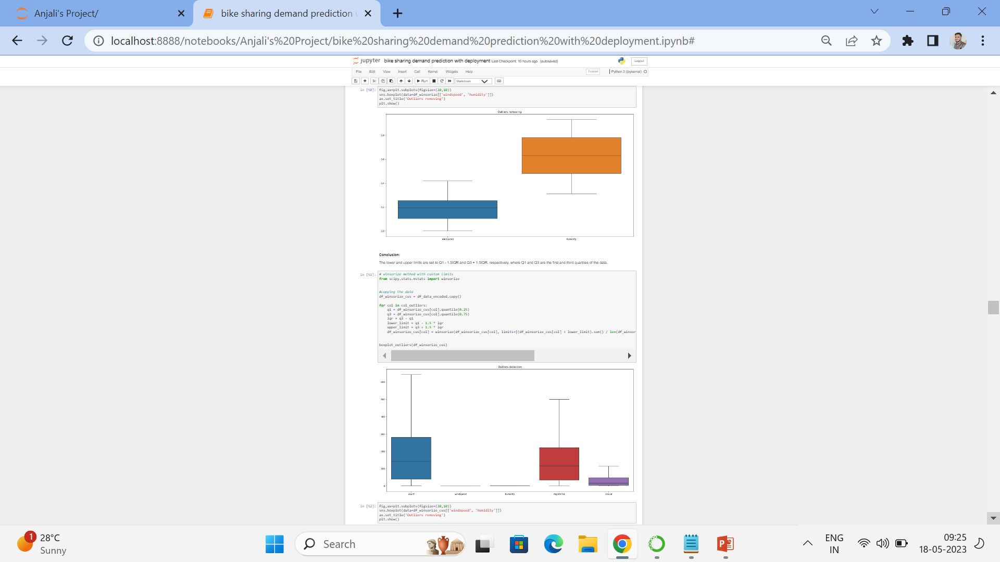 Anjali's Project/
bike sharing demand prediction
localhost:8888/notebooks/Anjali's%20Project/bike%20sharing%20demand%20prediction%20with%20deployment.ipynb#
jupyter bike sharing demand prediction with deployment Last Checkpoint: 10 hours ago (autosaved)
Logout
File Edit View Insert Cell Kernel Widgets Help
Trusted Python 3 (ipykernel)
Run Markdown
In [50]: fig,ax=plt.subplots(figsize=(20,10))
sns.boxplot(data=df_winsorize[['windspeed', 'humidity']])
ax.set_title('Outliers removing')
plt.show()
Outliers removing
0.8
0.6
0.4
0.2
0.0
windspeed humidity
Conclusion:
The lower and upper limits are set to Q1 - 1.5IQR and Q3 + 1.5IQR, respectively, where Q1 and Q3 are the first and third quartiles of the data.
In [51]: # winsorize method with custom limits
from scipy.stats.mstats import winsorize
#copying the data
df_winsorize_cus = df_data_encoded.copy()
for col in col_outliers:
q1 = df_winsorize_cus[col].quantile(0.25)
q3 = df_winsorize_cus[col].quantile(0.75)
iqr = q3 - q1
lower_limit = q1 - 1.5 * iqr
upper_limit = q3 + 1.5 * iqr
df_winsorize_cus[col] = winsorize(df_winsorize_cus[col], limits=[(df_winsorize_cus[col] < lower_limit).sum() / len(df_winsor
boxplot_outliers(df_winsorize_cus)
Outliers detection
600
500
400
300
200
100
0
count windspeed humidity registered casual
In [52]: fig,ax=plt.subplots(figsize=(20,10))
sns.boxplot(data=df_winsorize_cus[['windspeed', 'humidity']])
ax.set_title('Outliers removing')
plt.show()
1
28°C
Sunny
Search
ENG
IN
09:25
18-05-2023